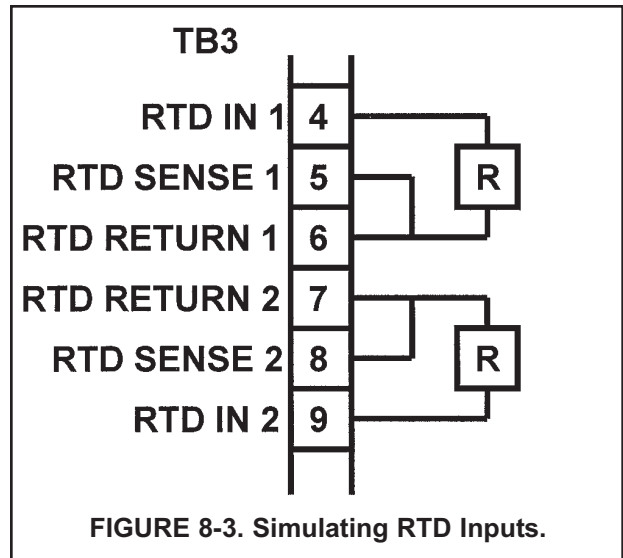 TB3
RTD IN 1 4
RTD SENSE 1 5 R
RTD RETURN 1 6
RTD RETURN 2 7
RTD SENSE 2 8 R
RTD IN 2 9
FIGURE 8-3. Simulating RTD Inputs.